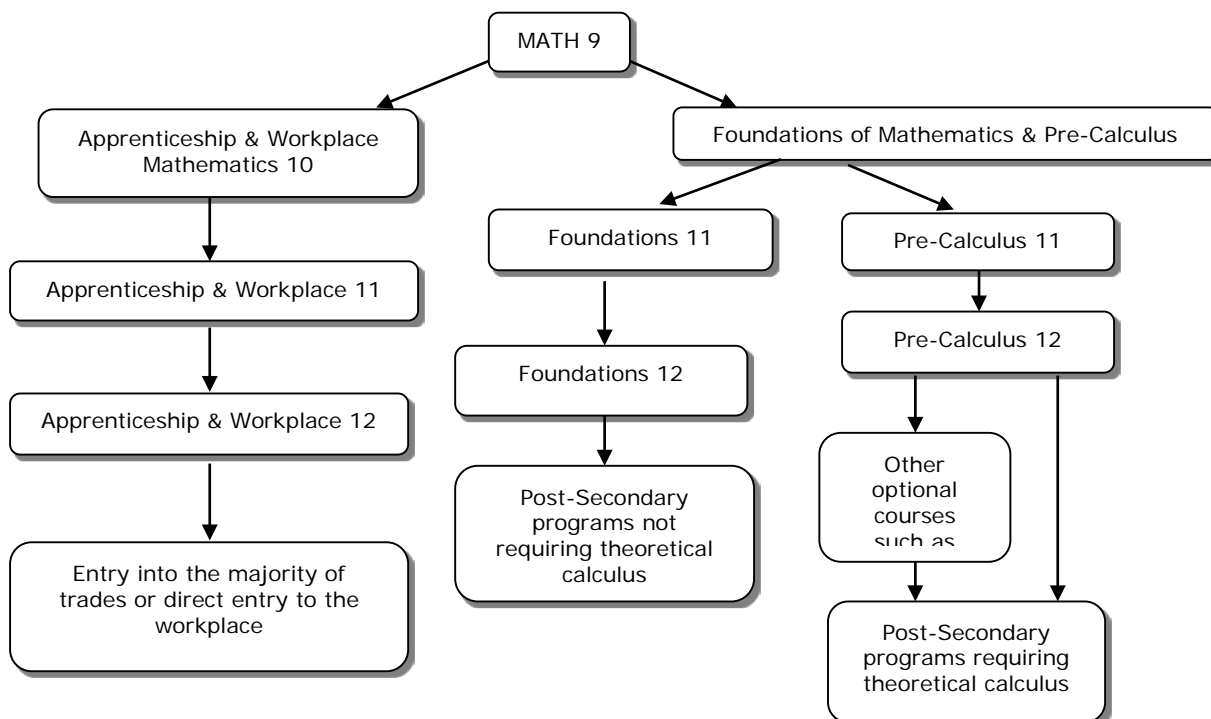 MATH 9
Apprenticeship & Workplace
Mathematics 10
Foundations of Mathematics & Pre-Calculus
Foundations 11
Pre-Calculus 11
Apprenticeship & Workplace 11
Pre-Calculus 12
Foundations 12
Apprenticeship & Workplace 12
Other
optional
courses
such as
Post-Secondary
programs not
requiring theoretical
calculus
Entry into the majority of
trades or direct entry to the
workplace
Post-Secondary
programs requiring
theoretical calculus